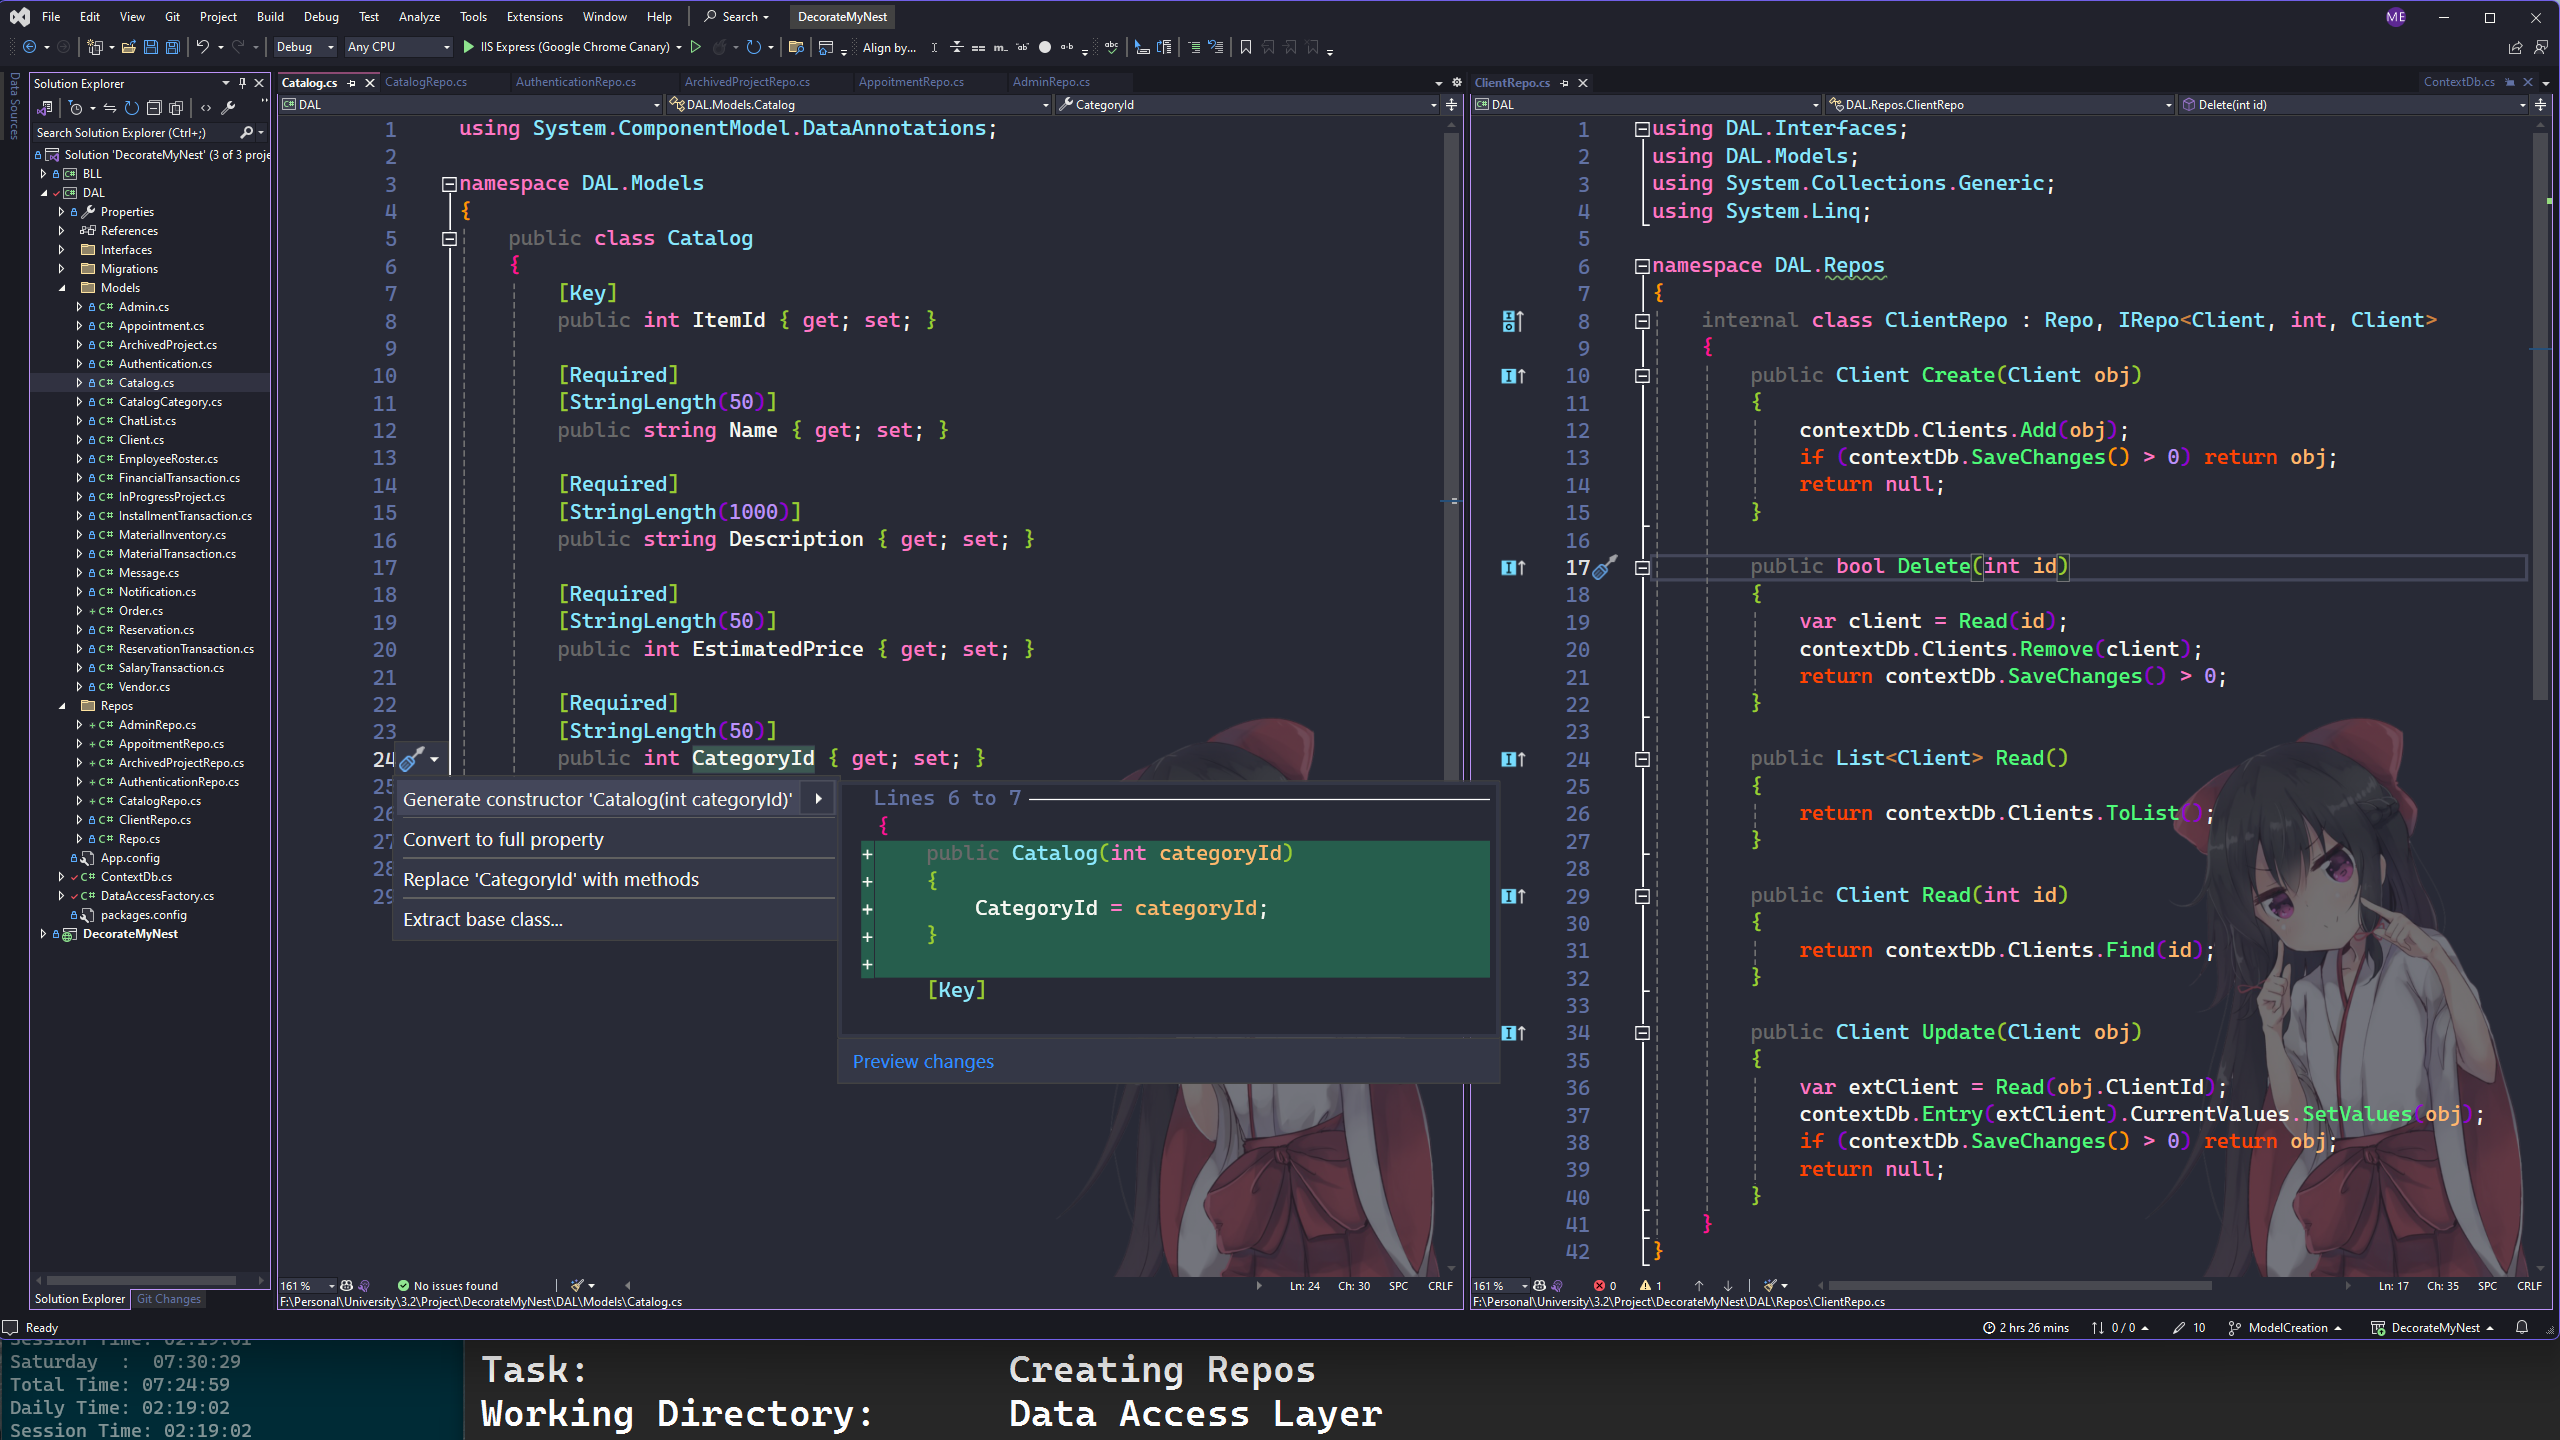 File Edit View Git Project Build Debug Test Analyze Tools Extensions Window Help Search DecorateMyNest ME
Debug Any CPU IIS Express (Google Chrome Canary) Align by...
Data Sources
Solution Explorer
Search Solution Explorer (Ctrl+;)
Solution 'DecorateMyNest' (3 of 3 proje
BLL
DAL
Properties
References
Interfaces
Migrations
Models
C# Admin.cs
C# Appointment.cs
C# ArchivedProject.cs
C# Authentication.cs
C# Catalog.cs
C# CatalogCategory.cs
C# ChatList.cs
C# Client.cs
C# EmployeeRoster.cs
C# FinancialTransaction.cs
C# InProgressProject.cs
C# InstallmentTransaction.cs
C# MaterialInventory.cs
C# MaterialTransaction.cs
C# Message.cs
C# Notification.cs
+ C# Order.cs
C# Reservation.cs
C# ReservationTransaction.cs
C# SalaryTransaction.cs
C# Vendor.cs
Repos
+ C# AdminRepo.cs
+ C# AppoitmentRepo.cs
+ C# ArchivedProjectRepo.cs
+ C# AuthenticationRepo.cs
+ C# CatalogRepo.cs
+ C# ClientRepo.cs
+ C# Repo.cs
App.config
C# ContextDb.cs
C# DataAccessFactory.cs
packages.config
DecorateMyNest
Solution Explorer Git Changes
Catalog.cs CatalogRepo.cs AuthenticationRepo.cs ArchivedProjectRepo.cs AppoitmentRepo.cs AdminRepo.cs
C# DAL DAL.Models.Catalog CategoryId
1 using System.ComponentModel.DataAnnotations;
2
3 namespace DAL.Models
4 {
5 public class Catalog
6 {
7 [Key]
8 public int ItemId { get; set; }
9
10 [Required]
11 [StringLength(50)]
12 public string Name { get; set; }
13
14 [Required]
15 [StringLength(1000)]
16 public string Description { get; set; }
17
18 [Required]
19 [StringLength(50)]
20 public int EstimatedPrice { get; set; }
21
22 [Required]
23 [StringLength(50)]
24 public int CategoryId { get; set; }
25
26
27
28
29
Generate constructor 'Catalog(int categoryId)'
Convert to full property
Replace 'CategoryId' with methods
Extract base class...
Lines 6 to 7
{
+ public Catalog(int categoryId)
+ {
+ CategoryId = categoryId;
+ }
+
[Key]
Preview changes
161 % No issues found Ln: 24 Ch: 30 SPC CRLF
F:\Personal\University\3.2\Project\DecorateMyNest\DAL\Models\Catalog.cs
ClientRepo.cs ContextDb.cs
C# DAL DAL.Repos.ClientRepo Delete(int id)
1 using DAL.Interfaces;
2 using DAL.Models;
3 using System.Collections.Generic;
4 using System.Linq;
5
6 namespace DAL.Repos
7 {
8 internal class ClientRepo : Repo, IRepo<Client, int, Client>
9 {
10 public Client Create(Client obj)
11 {
12 contextDb.Clients.Add(obj);
13 if (contextDb.SaveChanges() > 0) return obj;
14 return null;
15 }
16
17 public bool Delete(int id)
18 {
19 var client = Read(id);
20 contextDb.Clients.Remove(client);
21 return contextDb.SaveChanges() > 0;
22 }
23
24 public List<Client> Read()
25 {
26 return contextDb.Clients.ToList();
27 }
28
29 public Client Read(int id)
30 {
31 return contextDb.Clients.Find(id);
32 }
33
34 public Client Update(Client obj)
35 {
36 var extClient = Read(obj.ClientId);
37 contextDb.Entry(extClient).CurrentValues.SetValues(obj);
38 if (contextDb.SaveChanges() > 0) return obj;
39 return null;
40 }
41 }
42 }
161 % 0 1 Ln: 17 Ch: 35 SPC CRLF
F:\Personal\University\3.2\Project\DecorateMyNest\DAL\Repos\ClientRepo.cs
Ready 2 hrs 26 mins 0 / 0 10 ModelCreation DecorateMyNest
Session Time: 02:19:01
Saturday : 07:30:29
Total Time: 07:24:59
Daily Time: 02:19:02
Session Time: 02:19:02
Task: Creating Repos
Working Directory: Data Access Layer